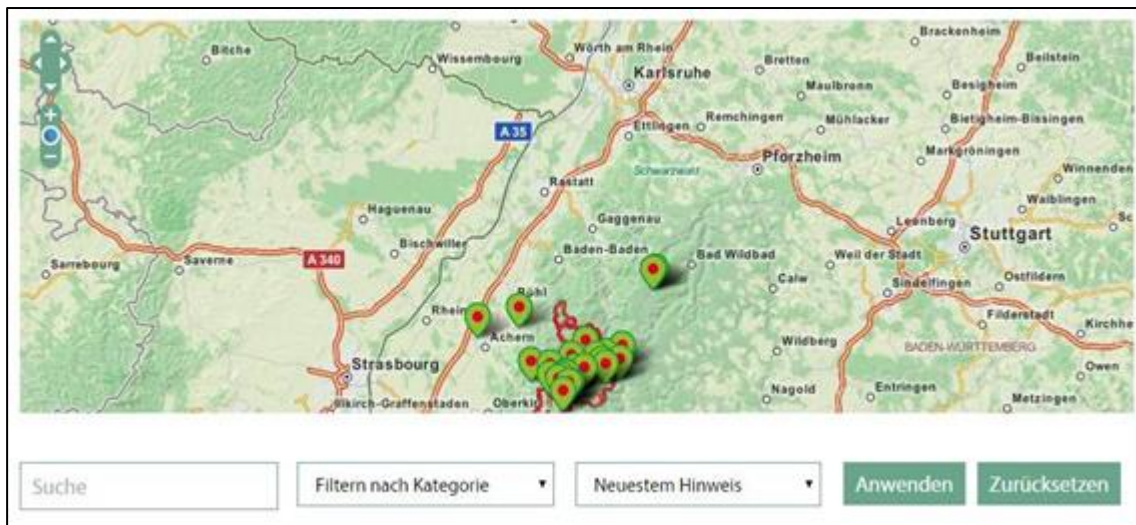 Brackenheim
Bitche
Wörth am Rhein
Wissembourg
Bretten
Beilstein
Karlsruhe
Maulbronn
Besigheim
A 35
Ettlingen
Remchingen
Mühlacker
Bietigheim-Bissingen
Markgröningen
Pforzheim
Schwarzwald
Winnenden
Rastatt
Haguenau
Waiblingen
Gaggenau
Leonberg
Stuttgart
Bischwiller
Baden-Baden
Bad Wildbad
Weil der Stadt
Saverne
A 340
Sarrebourg
Calw
Sindelfingen
Ostfildern
Bühl
Rhein
Filderstadt
Kirchhe
Achern
Wildberg
BADEN-WÜRTTEMBERG
Strasbourg
Owen
Nagold
Entringen
Metzingen
Illkirch-Graffenstaden
Oberki
Suche
Filtern nach Kategorie
Neuestem Hinweis
Anwenden
Zurücksetzen